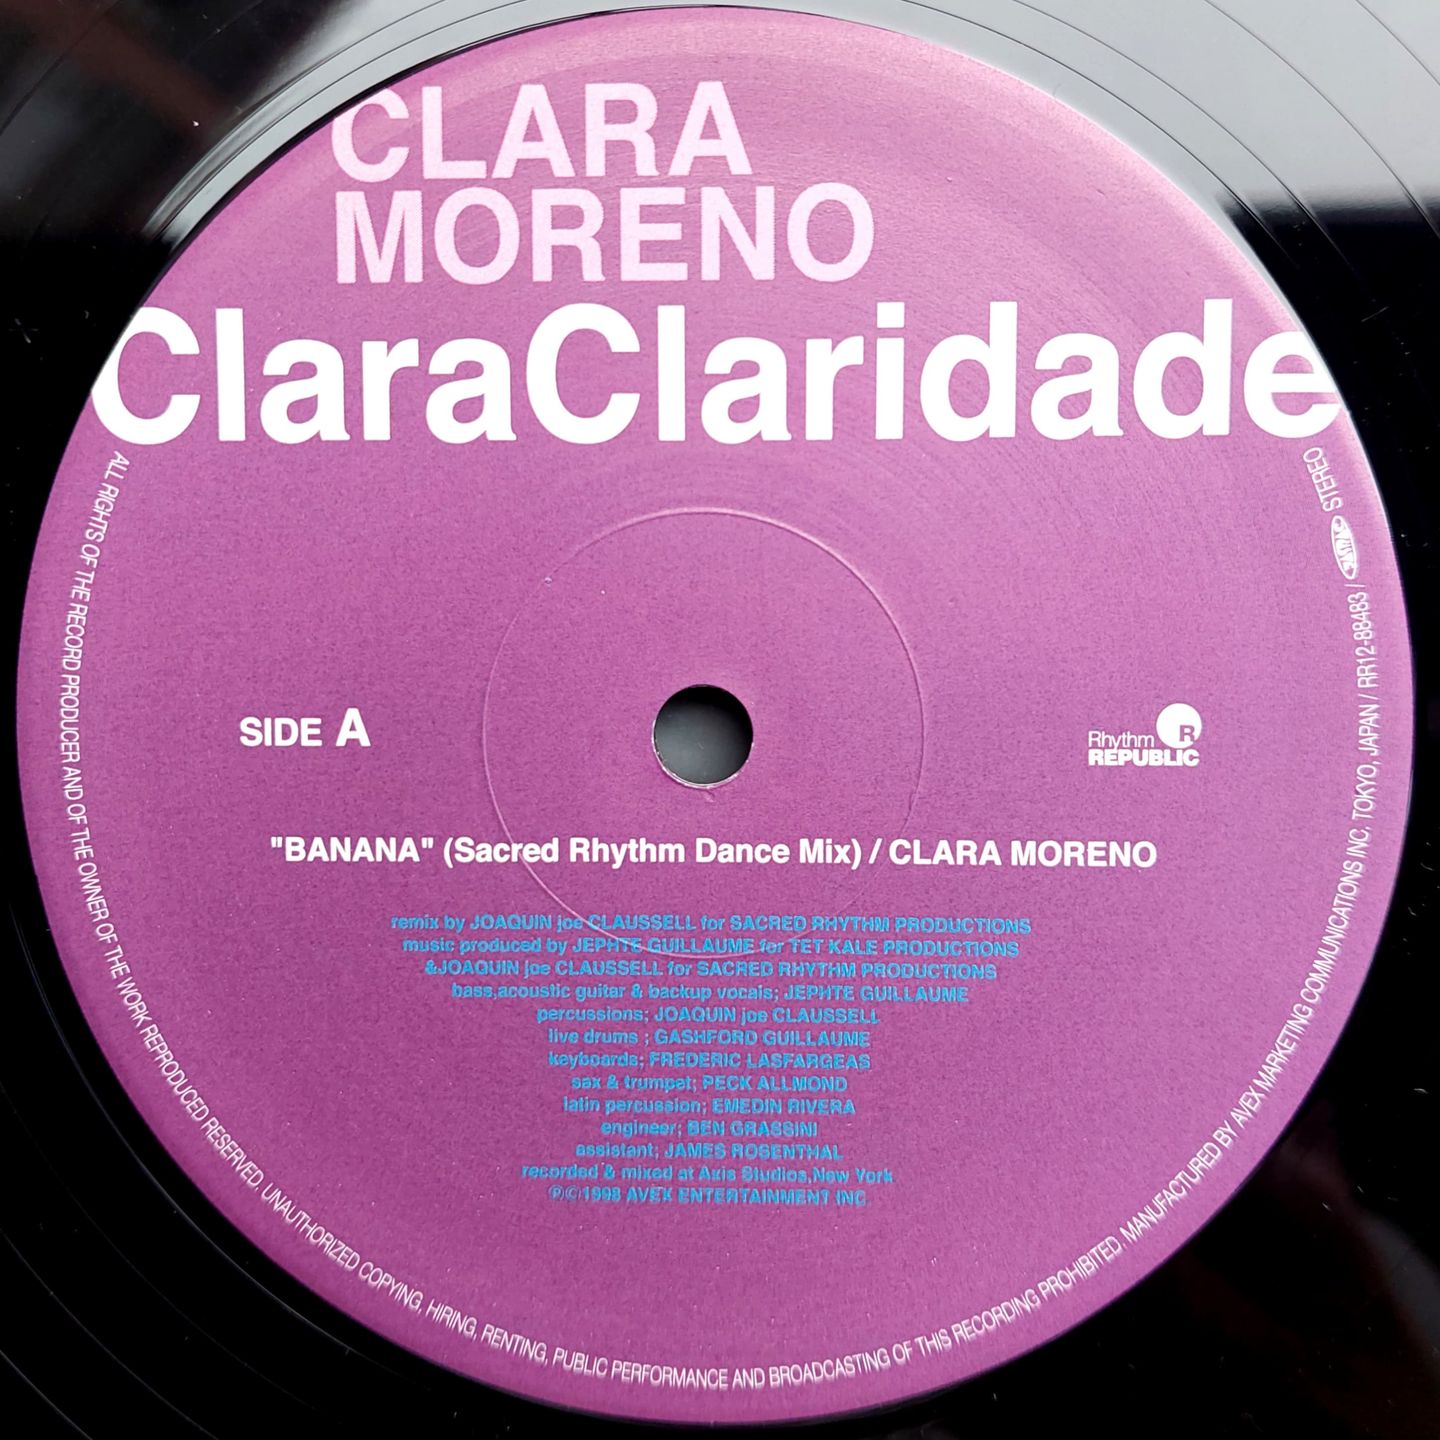 CLARA
MORENO
ClaraClaridade
SIDE A
Rhythm R
REPUBLIC
"BANANA" (Sacred Rhythm Dance Mix) / CLARA MORENO
remix by JOAQUIN joe CLAUSSELL for SACRED RHYTHM PRODUCTIONS
music produced by JEPHTE GUILLAUME for TET KALE PRODUCTIONS
&JOAQUIN joe CLAUSSELL for SACRED RHYTHM PRODUCTIONS
bass,acoustic guitar & backup vocals; JEPHTE GUILLAUME
percussions; JOAQUIN joe CLAUSSELL
live drums ; GASHFORD GUILLAUME
keyboards; FREDERIC LASFARGEAS
sax & trumpet; PECK ALLMOND
latin percussion; EMEDIN RIVERA
engineer; BEN GRASSINI
assistant; JAMES ROSENTHAL
recorded & mixed at Axis Studios,New York
℗©1998 AVEX ENTERTAINMENT INC.
ALL RIGHTS OF THE RECORD PRODUCER AND OF THE OWNER OF THE WORK REPRODUCED RESERVED. UNAUTHORIZED COPYING, HIRING, RENTING, PUBLIC PERFORMANCE AND BROADCASTING OF THIS RECORDING PROHIBITED. MANUFACTURED BY AVEX MARKETING COMMUNICATIONS INC, TOKYO, JAPAN / RR12-88483 / STEREO